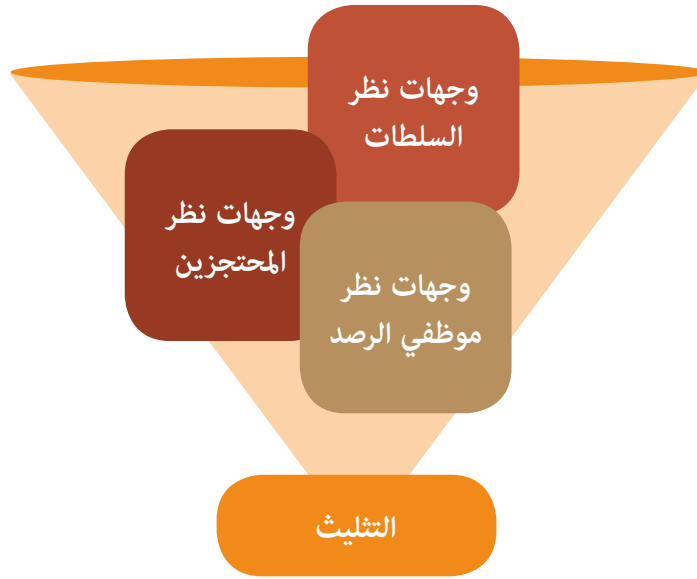 وجهات نظر
السلطات
وجهات نظر
المحتجزين
وجهات نظر
موظفي الرصد
التثليث